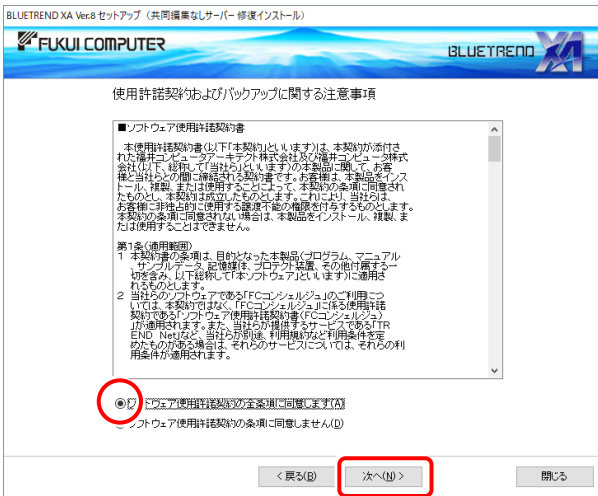 BLUETREND XA Ver.8 セットアップ（共同編集なしサーバー 修復インストール）
FUKUI COMPUTER
BLUETREND XA
使用許諾契約およびバックアップに関する注意事項
■ソフトウェア使用許諾契約書
本使用許諾契約書(以下「本契約」といいます)は、本契約が添付さ
れた福井コンピュータアーキテクト株式会社及び福井コンピュータ株式
会社(以下、総称して「当社ら」といいます)の本製品に関して、お客
様と当社らとの間に締結される契約書です。お客様は、本製品をインス
トール、複製、または使用することによって、本契約の条項に同意され
たものとし、本契約は成立したものとします。これにより、当社らは、
お客様に非独占的に使用する譲渡不能の権限を付与するものとします。
本契約の条項に同意されない場合は、本製品をインストール、複製、ま
たは使用することはできません。
第1条(適用範囲)
1 本契約書の条項は、目的となった本製品(プログラム、マニュアル
、サンプルデータ、記憶媒体、プロテクト装置、その他付属する一
切を含み、以下総称して「本ソフトウェア」といいます)に適用さ
れるものとします。
2 当社らのソフトウェアである「FCコンシェルジュ」のご利用につ
いては、本契約ではなく、「FCコンシェルジュ」に係る使用許諾
契約である「ソフトウェア使用許諾契約書(FCコンシェルジュ)
」が適用されます。また、当社らが提供するサービスである「TR
END Net」など、当社らが別途、利用規約など利用条件を定
めたものがある場合は、それらのサービスについては、それらの利
用条件が適用されます。
ソフトウェア使用許諾契約の全条項に同意します(A)
ソフトウェア使用許諾契約の条項に同意しません(D)
< 戻る(B)
次へ(N) >
閉じる